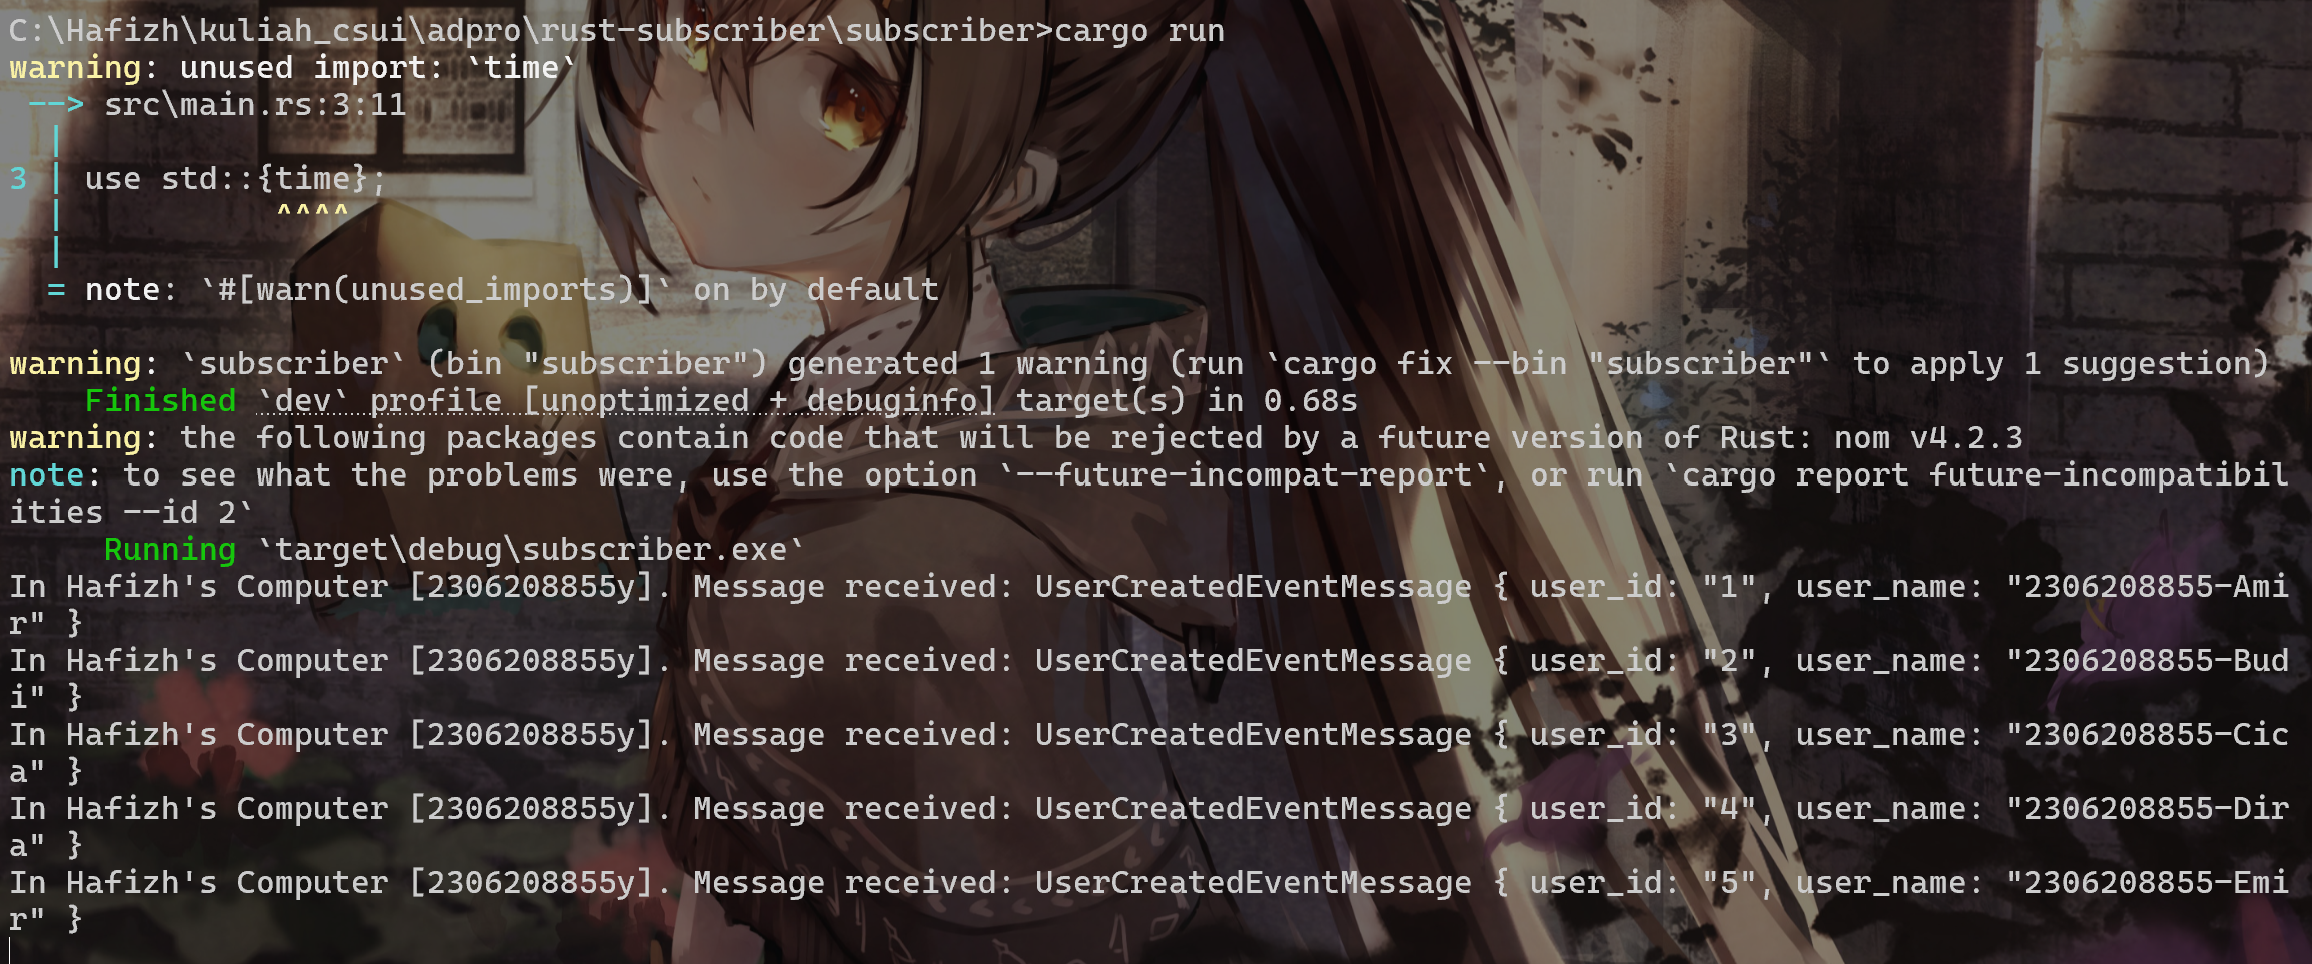 C:\Hafizh\kuliah_csui\adpro\rust-subscriber\subscriber>cargo run
warning: unused import: `time`
 --> src\main.rs:3:11
  |
3 | use std::{time};
  |           ^^^^
  |
  = note: `#[warn(unused_imports)]` on by default

warning: `subscriber` (bin "subscriber") generated 1 warning (run `cargo fix --bin "subscriber"` to apply 1 suggestion)
    Finished `dev` profile [unoptimized + debuginfo] target(s) in 0.68s
warning: the following packages contain code that will be rejected by a future version of Rust: nom v4.2.3
note: to see what the problems were, use the option `--future-incompat-report`, or run `cargo report future-incompatibil
ities --id 2`
     Running `target\debug\subscriber.exe`
In Hafizh's Computer [2306208855y]. Message received: UserCreatedEventMessage { user_id: "1", user_name: "2306208855-Ami
r" }
In Hafizh's Computer [2306208855y]. Message received: UserCreatedEventMessage { user_id: "2", user_name: "2306208855-Bud
i" }
In Hafizh's Computer [2306208855y]. Message received: UserCreatedEventMessage { user_id: "3", user_name: "2306208855-Cic
a" }
In Hafizh's Computer [2306208855y]. Message received: UserCreatedEventMessage { user_id: "4", user_name: "2306208855-Dir
a" }
In Hafizh's Computer [2306208855y]. Message received: UserCreatedEventMessage { user_id: "5", user_name: "2306208855-Emi
r" }